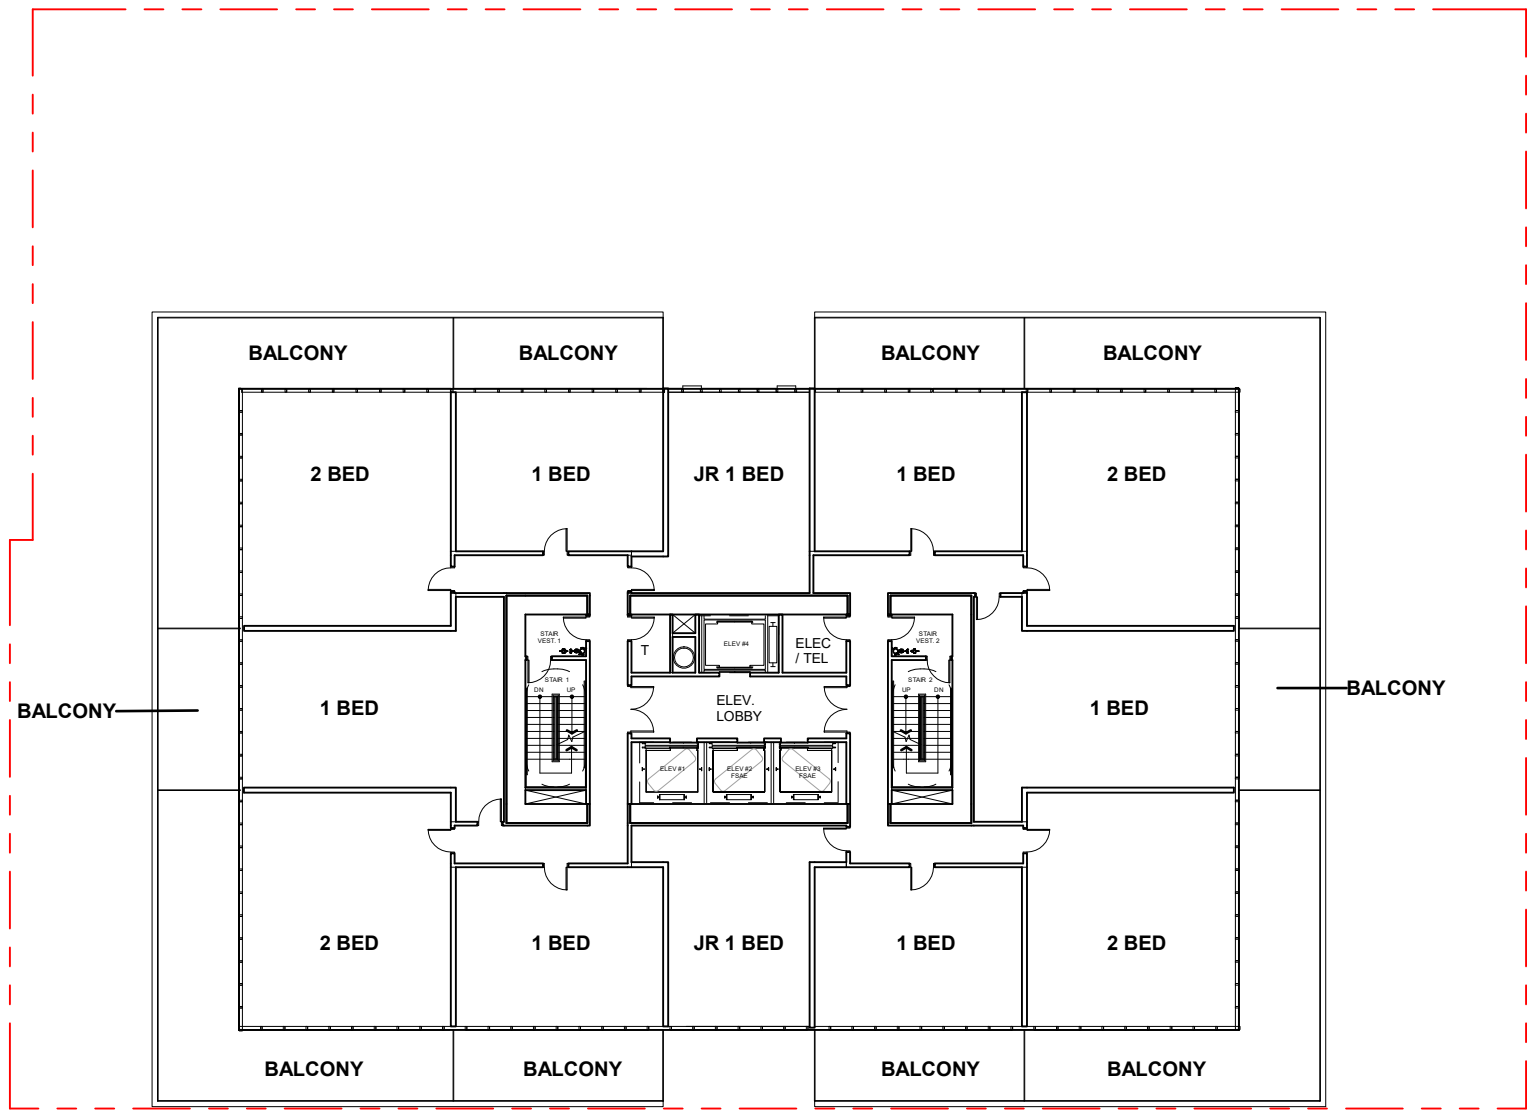 BALCONY
BALCONY
BALCONY
BALCONY
2 BED
1 BED
JR 1 BED
1 BED
2 BED
STAIR
VEST. 1
T
ELEV #4
ELEC
/ TEL
STAIR
VEST. 2
STAIR 1
DN
UP
STAIR 2
UP
DN
BALCONY
1 BED
ELEV.
LOBBY
1 BED
BALCONY
ELEV #1
ELEV #2
FSAE
ELEV #3
FSAE
2 BED
1 BED
JR 1 BED
1 BED
2 BED
BALCONY
BALCONY
BALCONY
BALCONY